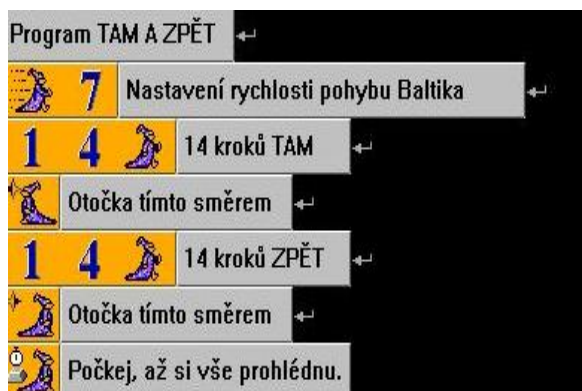 Program TAM A ZPĚT
7 Nastavení rychlosti pohybu Baltika
1 4 14 kroků TAM
Otočka tímto směrem
1 4 14 kroků ZPĚT
Otočka tímto směrem
Počkej, až si vše prohlédnu.